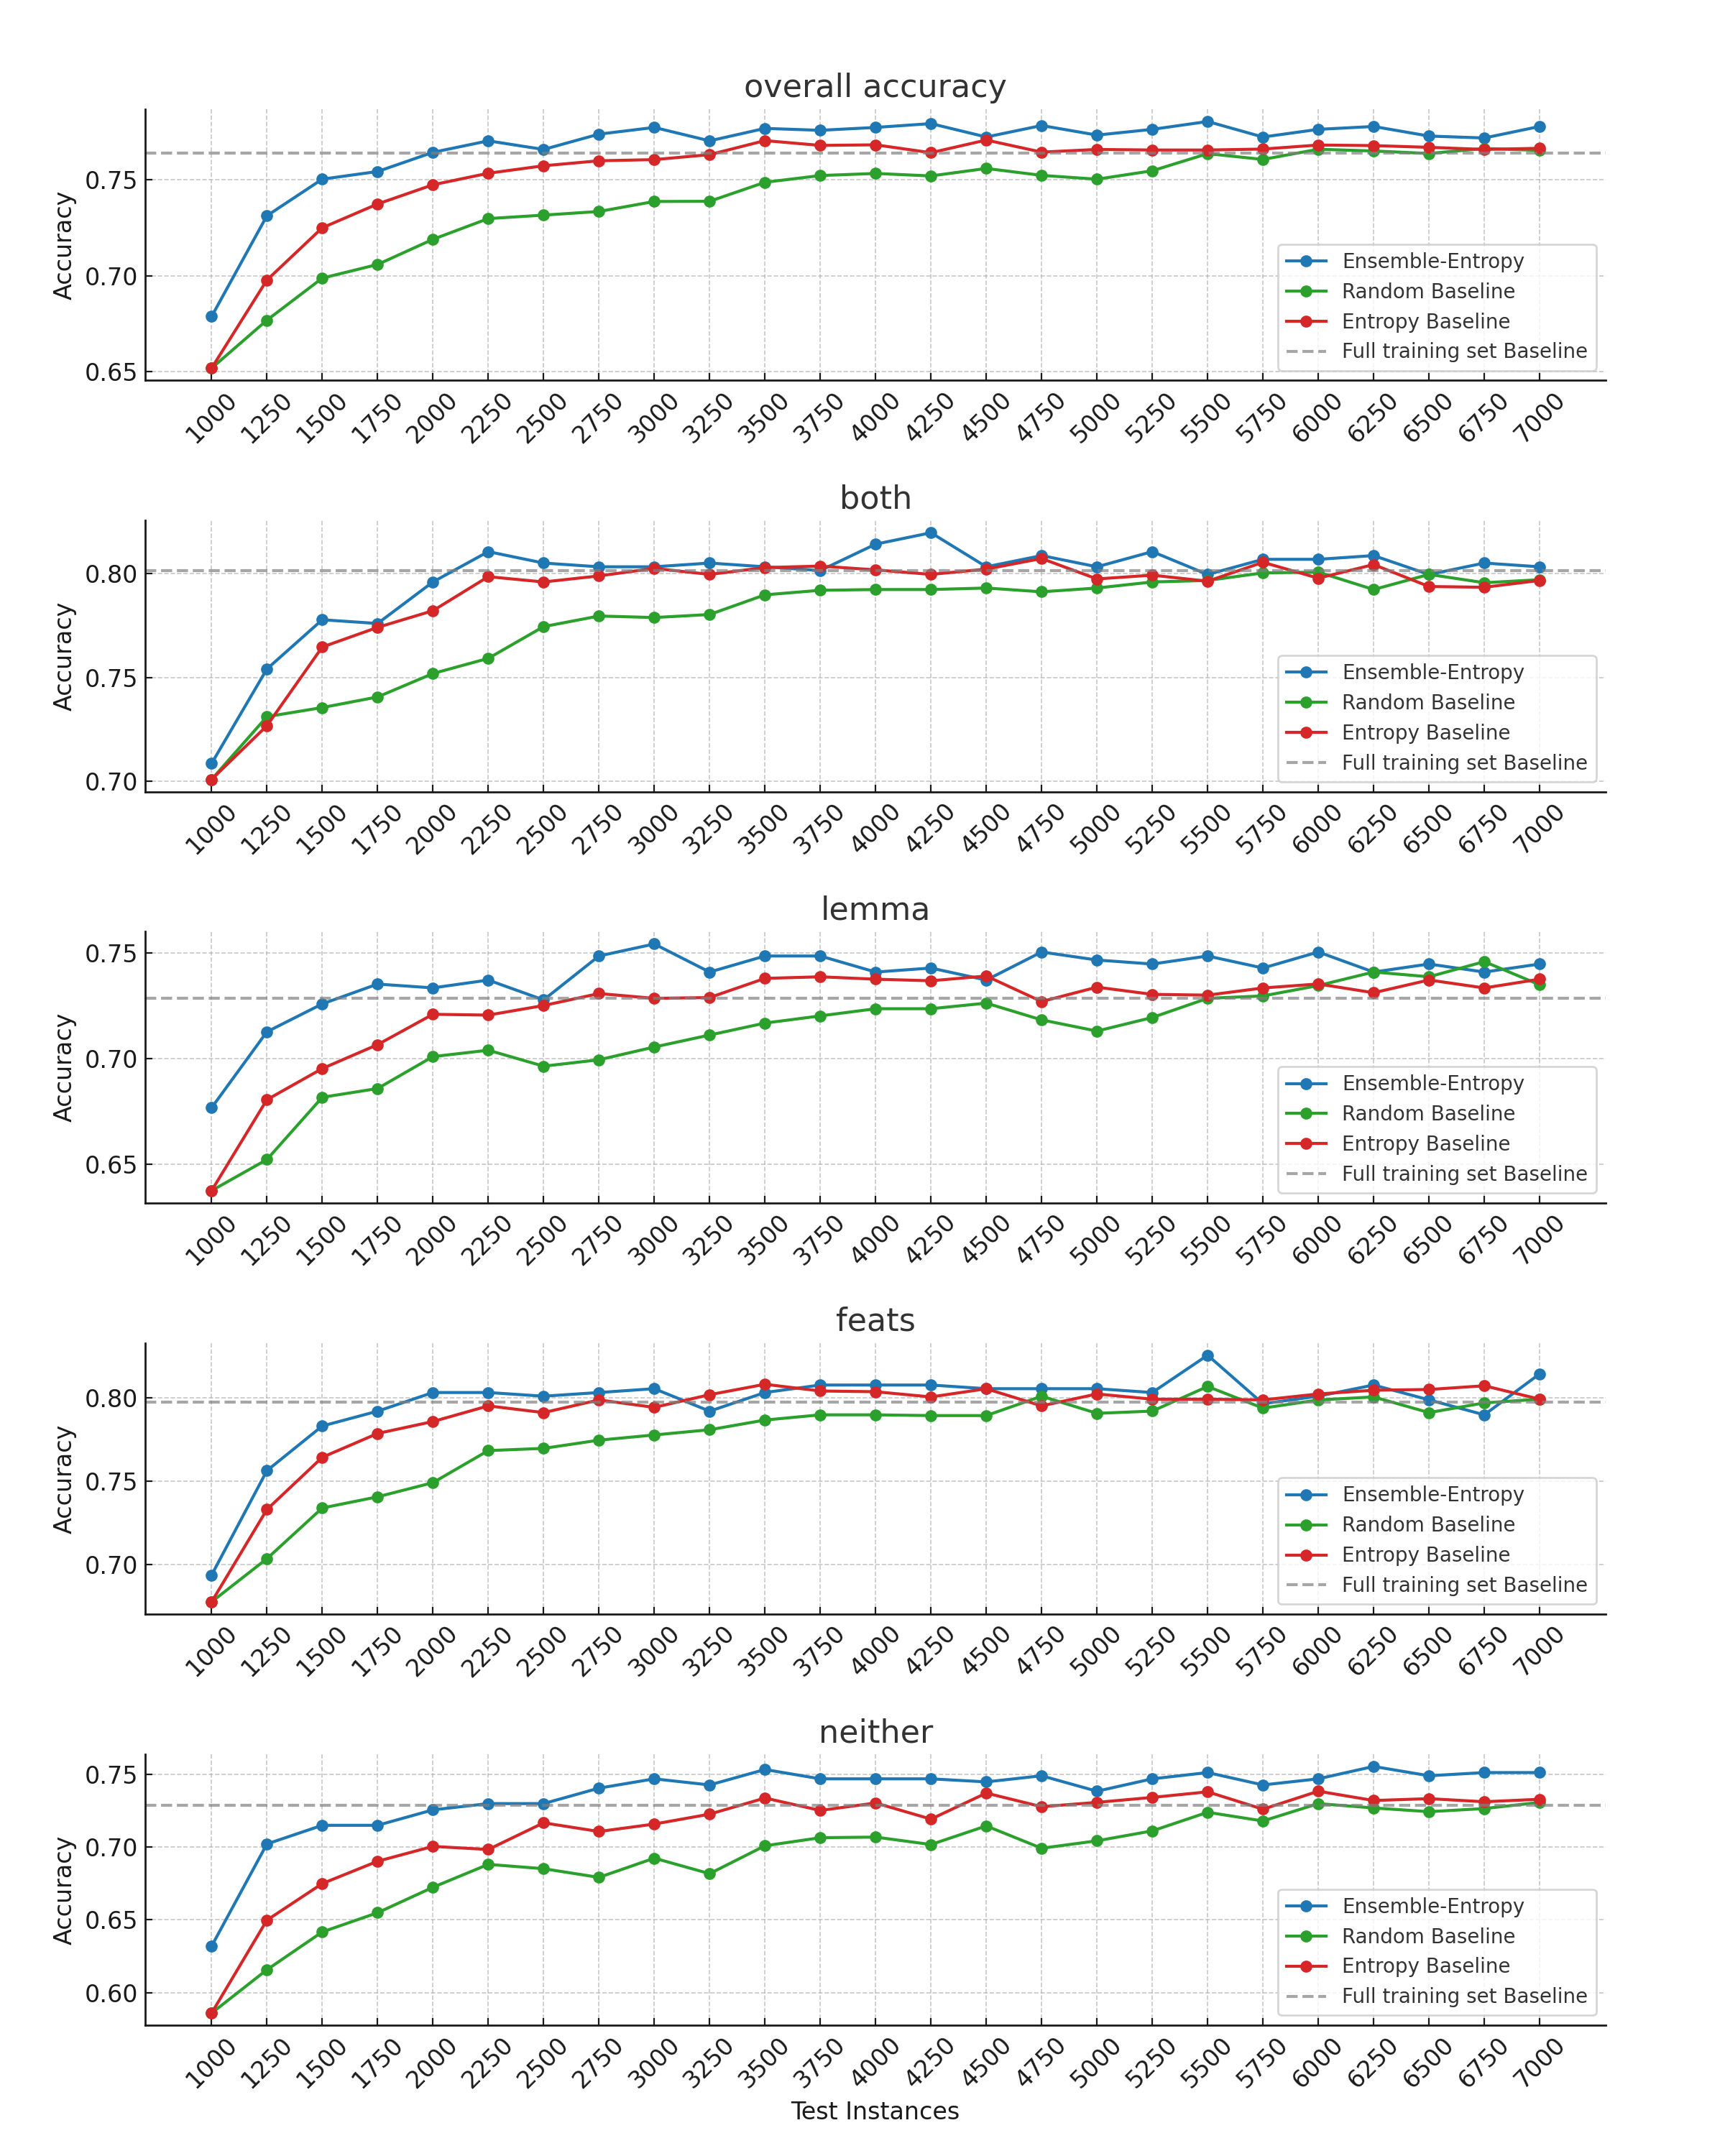 overall accuracy
Accuracy
0.75
0.70
0.65
Ensemble-Entropy
Random Baseline
Entropy Baseline
Full training set Baseline
1000 1250 1500 1750 2000 2250 2500 2750 3000 3250 3500 3750 4000 4250 4500 4750 5000 5250 5500 5750 6000 6250 6500 6750 7000
both
Accuracy
0.80
0.75
0.70
Ensemble-Entropy
Random Baseline
Entropy Baseline
Full training set Baseline
1000 1250 1500 1750 2000 2250 2500 2750 3000 3250 3500 3750 4000 4250 4500 4750 5000 5250 5500 5750 6000 6250 6500 6750 7000
lemma
Accuracy
0.75
0.70
0.65
Ensemble-Entropy
Random Baseline
Entropy Baseline
Full training set Baseline
1000 1250 1500 1750 2000 2250 2500 2750 3000 3250 3500 3750 4000 4250 4500 4750 5000 5250 5500 5750 6000 6250 6500 6750 7000
feats
Accuracy
0.80
0.75
0.70
Ensemble-Entropy
Random Baseline
Entropy Baseline
Full training set Baseline
1000 1250 1500 1750 2000 2250 2500 2750 3000 3250 3500 3750 4000 4250 4500 4750 5000 5250 5500 5750 6000 6250 6500 6750 7000
neither
Accuracy
0.75
0.70
0.65
0.60
Ensemble-Entropy
Random Baseline
Entropy Baseline
Full training set Baseline
1000 1250 1500 1750 2000 2250 2500 2750 3000 3250 3500 3750 4000 4250 4500 4750 5000 5250 5500 5750 6000 6250 6500 6750 7000
Test Instances